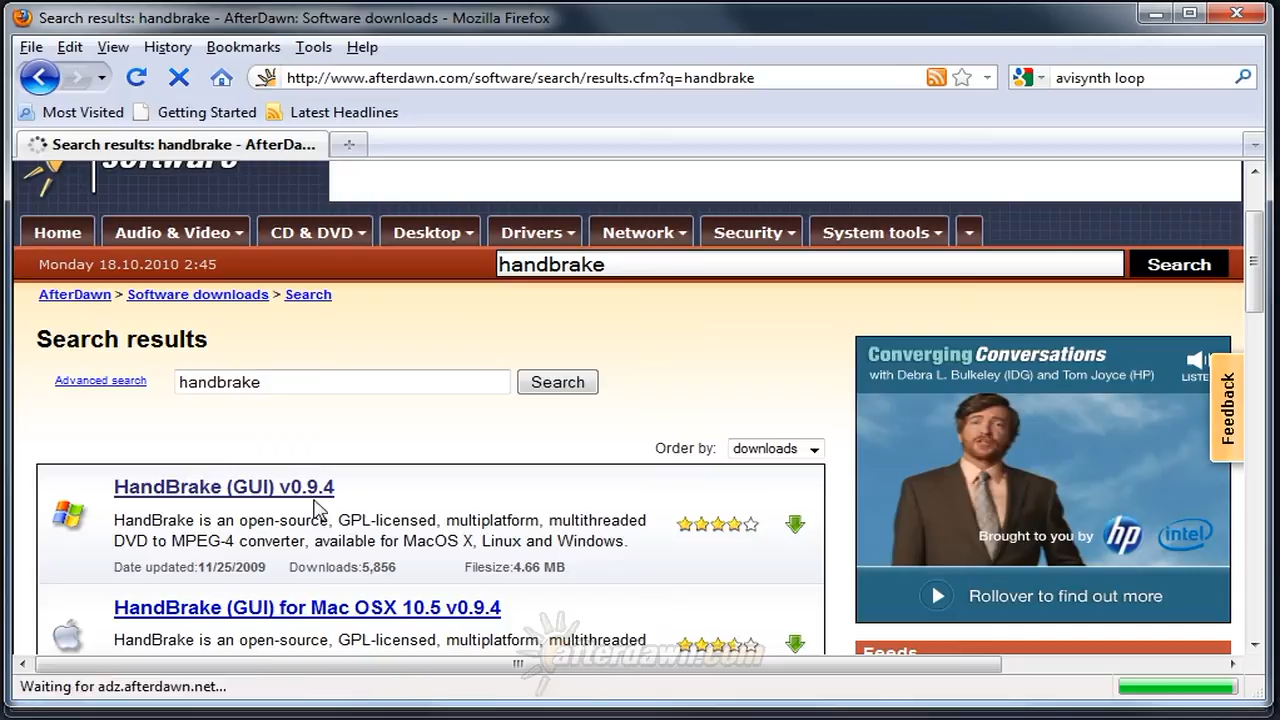 Search results: handbrake - AfterDawn: Software downloads - Mozilla Firefox
File Edit View History Bookmarks Tools Help
http://www.afterdawn.com/software/search/results.cfm?q=handbrake avisynth loop
Most Visited Getting Started Latest Headlines
Search results: handbrake - AfterDa...
software
Home Audio & Video CD & DVD Desktop Drivers Network Security System tools
Monday 18.10.2010 2:45 handbrake Search
AfterDawn > Software downloads > Search
Search results
Advanced search handbrake Search
Order by: downloads
HandBrake (GUI) v0.9.4
HandBrake is an open-source, GPL-licensed, multiplatform, multithreaded
DVD to MPEG-4 converter, available for MacOS X, Linux and Windows.
Date updated:11/25/2009 Downloads:5,856 Filesize:4.66 MB
HandBrake (GUI) for Mac OSX 10.5 v0.9.4
HandBrake is an open-source, GPL-licensed, multiplatform, multithreaded
Converging Conversations
with Debra L. Bulkeley (IDG) and Tom Joyce (HP)
LISTE
Feedback
Brought to you by hp intel
Rollover to find out more
Feeds
afterdawn.com
Waiting for adz.afterdawn.net...